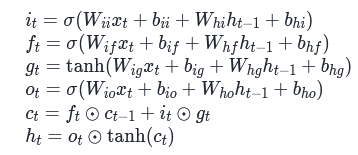 i_t = σ(W_{ii}x_t + b_{ii} + W_{hi}h_{t−1} + b_{hi})
f_t = σ(W_{if}x_t + b_{if} + W_{hf}h_{t−1} + b_{hf})
g_t = tanh(W_{ig}x_t + b_{ig} + W_{hg}h_{t−1} + b_{hg})
o_t = σ(W_{io}x_t + b_{io} + W_{ho}h_{t−1} + b_{ho})
c_t = f_t ⊙ c_{t−1} + i_t ⊙ g_t
h_t = o_t ⊙ tanh(c_t)